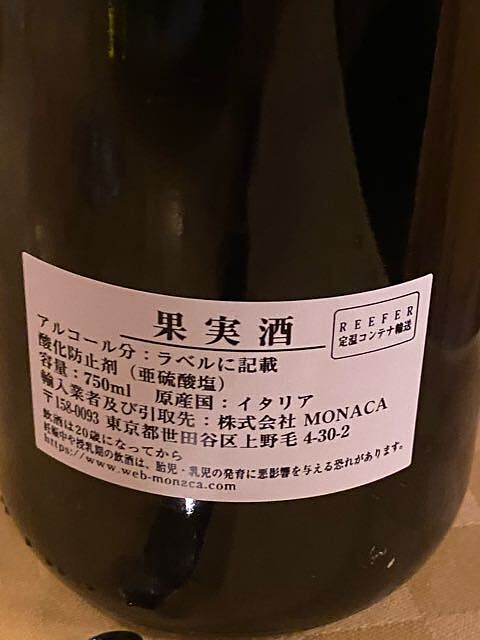 果実酒
REEFER
定温コンテナ輸送
アルコール分：ラベルに記載
酸化防止剤（亜硫酸塩）
容量：750ml 原産国：イタリア
輸入業者及び引取先：株式会社 MONACA
〒158-0093 東京都世田谷区上野毛 4-30-2
飲酒は20歳になってから
妊娠中や授乳期の飲酒は、胎児・乳児の発育に悪影響を与える恐れがあります。
https://www.web-monaca.com